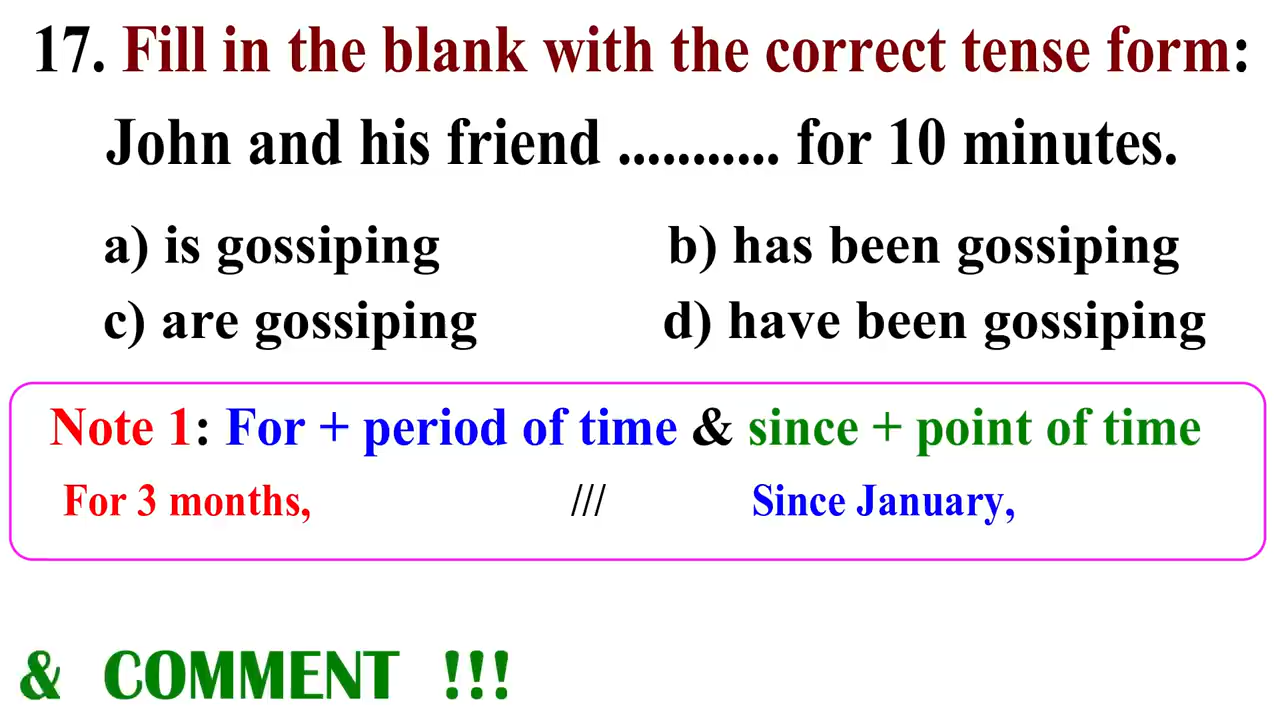 17. Fill in the blank with the correct tense form:
John and his friend ........... for 10 minutes.
a) is gossiping b) has been gossiping
c) are gossiping d) have been gossiping
Note 1: For + period of time & since + point of time
For 3 months, /// Since January,
& COMMENT !!!